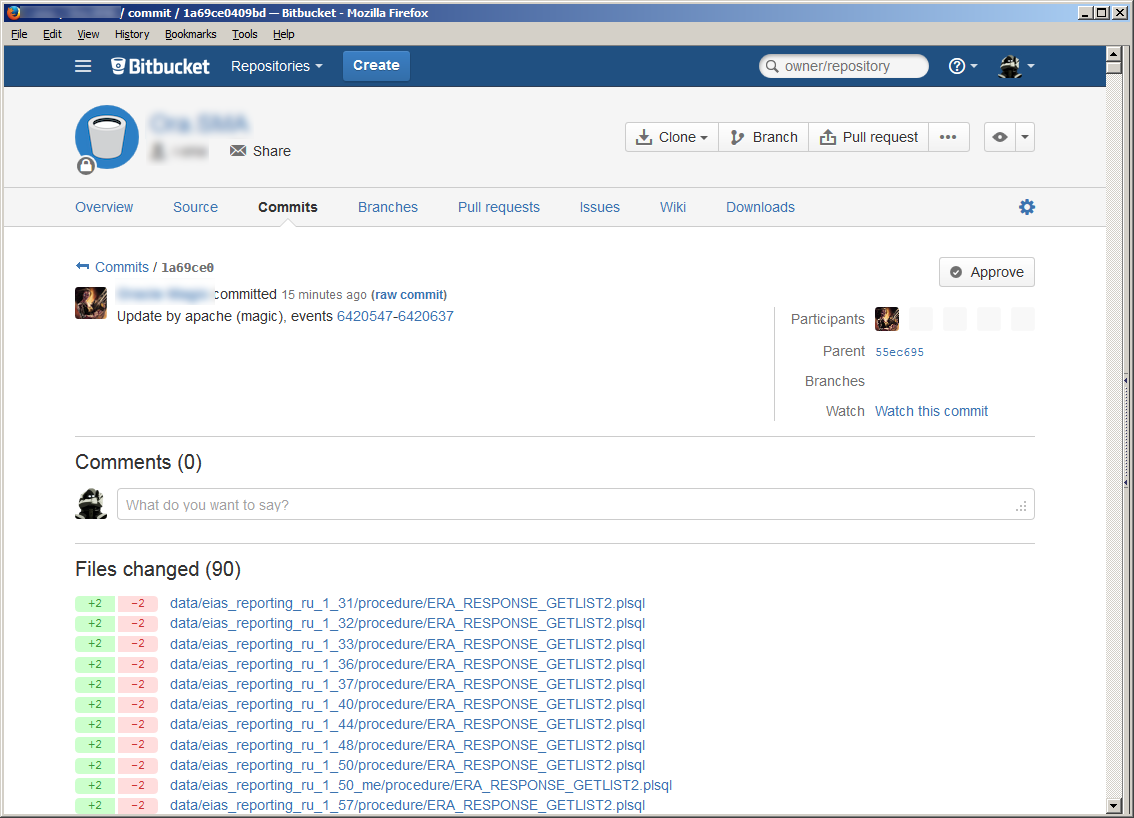 / commit / 1a69ce0409bd — Bitbucket - Mozilla Firefox
File Edit View History Bookmarks Tools Help
Bitbucket Repositories Create owner/repository
Share Clone Branch Pull request
Overview Source Commits Branches Pull requests Issues Wiki Downloads
Commits / 1a69ce0
Approve
committed 15 minutes ago (raw commit)
Update by apache (magic), events 6420547-6420637
Participants
Parent 55ec695
Branches
Watch Watch this commit
Comments (0)
What do you want to say?
Files changed (90)
+2 −2 data/eias_reporting_ru_1_31/procedure/ERA_RESPONSE_GETLIST2.plsql
+2 −2 data/eias_reporting_ru_1_32/procedure/ERA_RESPONSE_GETLIST2.plsql
+2 −2 data/eias_reporting_ru_1_33/procedure/ERA_RESPONSE_GETLIST2.plsql
+2 −2 data/eias_reporting_ru_1_36/procedure/ERA_RESPONSE_GETLIST2.plsql
+2 −2 data/eias_reporting_ru_1_37/procedure/ERA_RESPONSE_GETLIST2.plsql
+2 −2 data/eias_reporting_ru_1_40/procedure/ERA_RESPONSE_GETLIST2.plsql
+2 −2 data/eias_reporting_ru_1_44/procedure/ERA_RESPONSE_GETLIST2.plsql
+2 −2 data/eias_reporting_ru_1_48/procedure/ERA_RESPONSE_GETLIST2.plsql
+2 −2 data/eias_reporting_ru_1_50/procedure/ERA_RESPONSE_GETLIST2.plsql
+2 −2 data/eias_reporting_ru_1_50_me/procedure/ERA_RESPONSE_GETLIST2.plsql
+2 −2 data/eias_reporting_ru_1_57/procedure/ERA_RESPONSE_GETLIST2.plsql